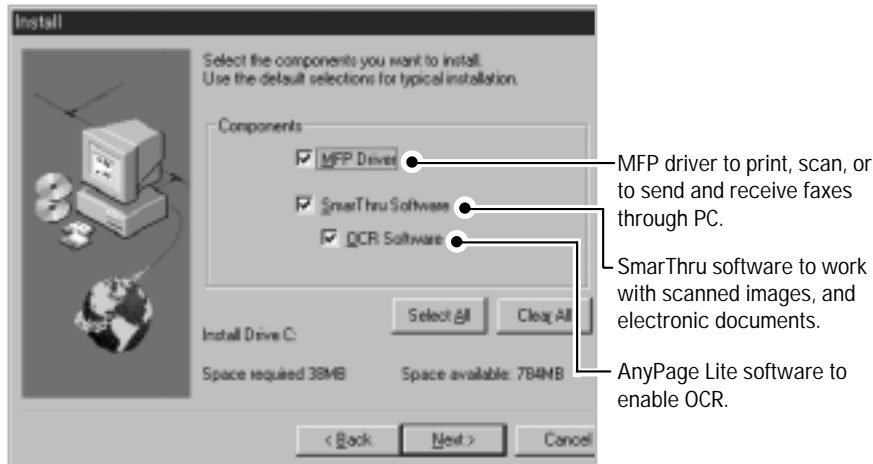 Install
Select the components you want to install.
Use the default selections for typical installation.
Components
MFP Driver
SmarThru Software
OCR Software
Select All
Clear All
Install Drive C:
Space required 38MB
Space available: 784MB
< Back
Next >
Cancel
MFP driver to print, scan, or
to send and receive faxes
through PC.
SmarThru software to work
with scanned images, and
electronic documents.
AnyPage Lite software to
enable OCR.